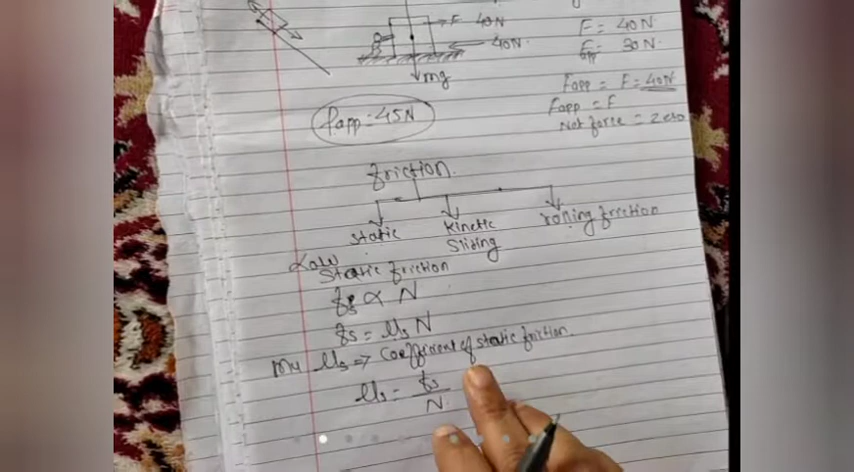 F 40N
40N.
mg
F = 40N
30N.
Fapp = F = 40N
Fapp = F
Net force = Zero
fapp = 45N
friction.
static
Kinetic
Sliding
rolling friction
Law
Static friction
fs ∝ N
fs = μs N
mu μs => Coefficient of static friction
μs = fs
N